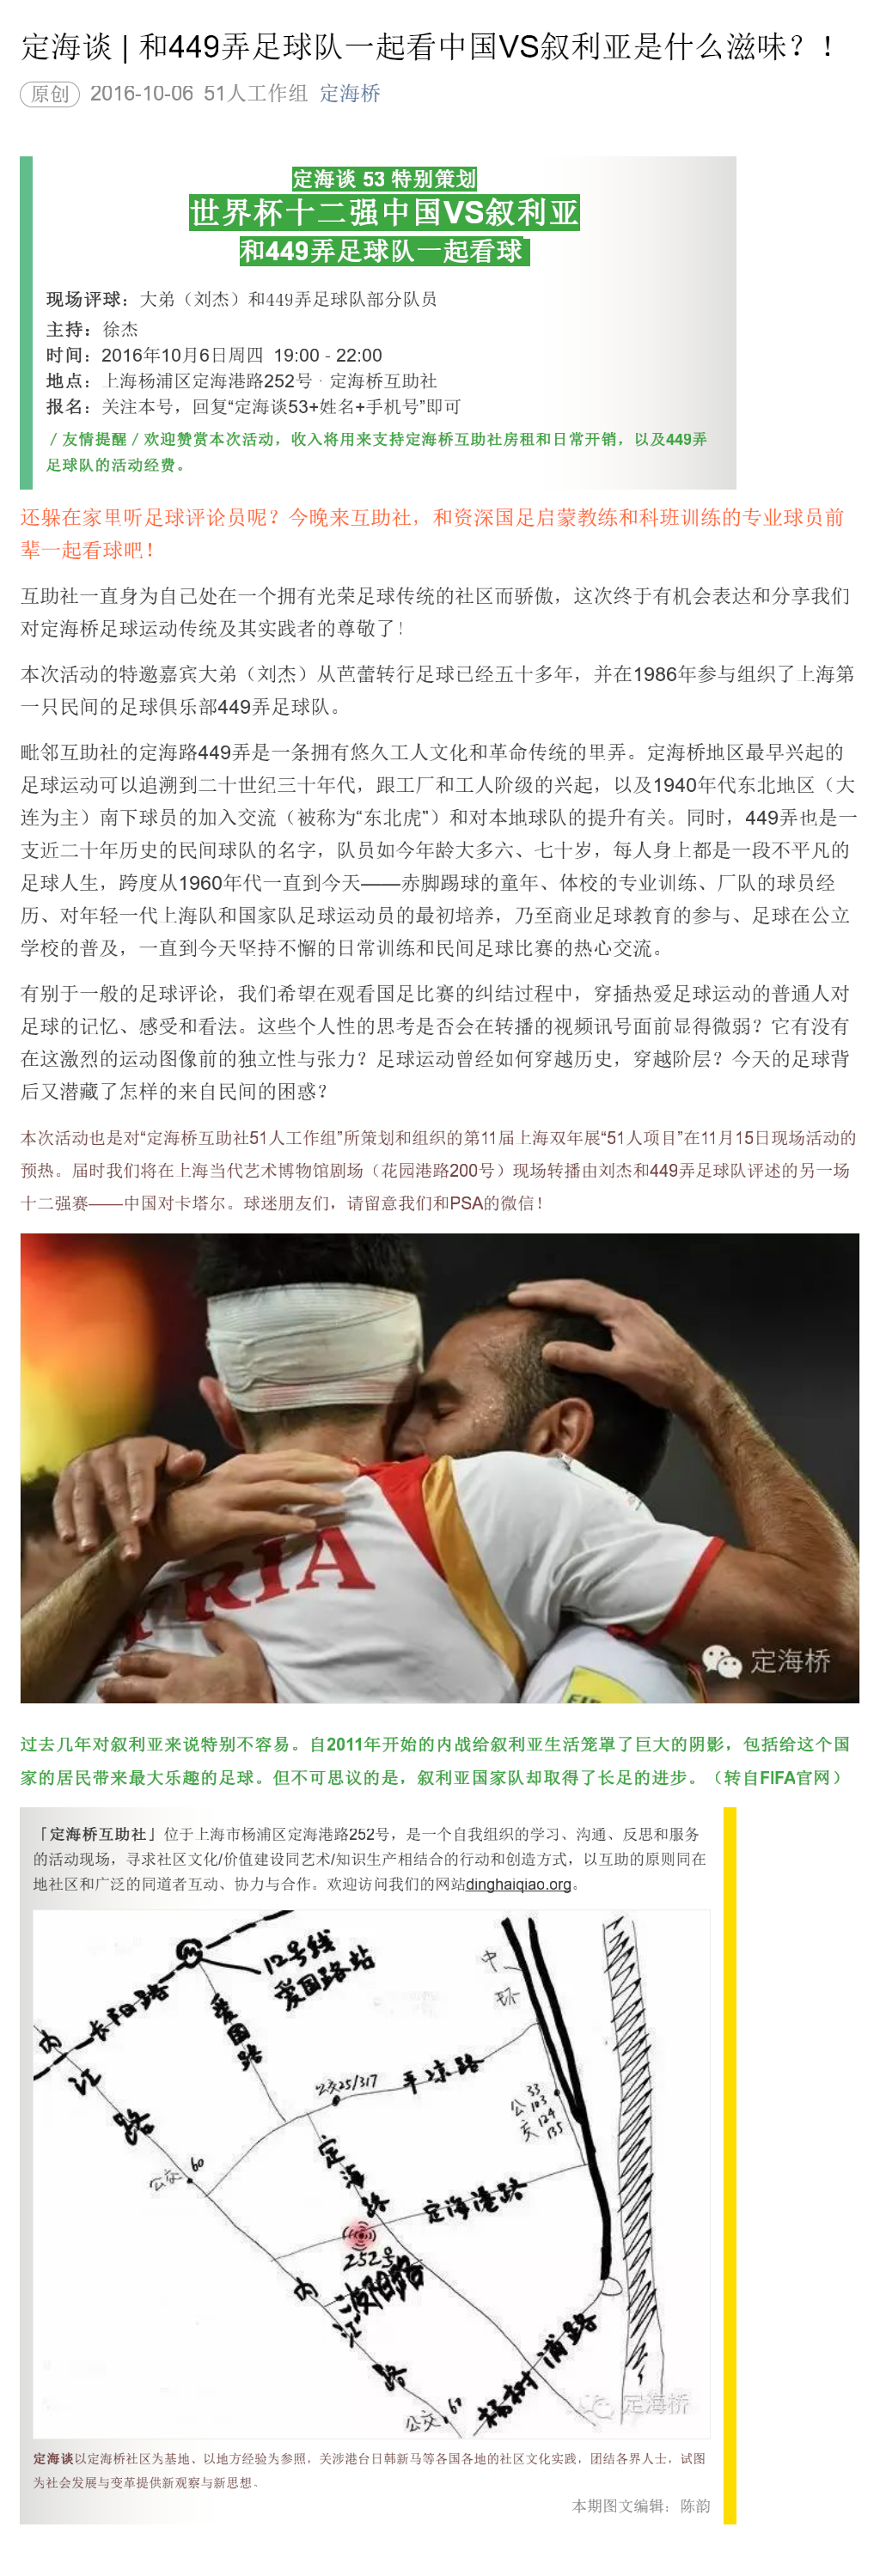 定海谈 | 和449弄足球队一起看中国VS叙利亚是什么滋味？！
原创 2016-10-06 51人工作组 定海桥
定海谈 53 特别策划
世界杯十二强中国VS叙利亚
和449弄足球队一起看球
现场评球：大弟（刘杰）和449弄足球队部分队员
主持：徐杰
时间：2016年10月6日周四 19:00 - 22:00
地点：上海杨浦区定海港路252号 · 定海桥互助社
报名：关注本号，回复“定海谈53+姓名+手机号”即可
/ 友情提醒 / 欢迎赞赏本次活动，收入将用来支持定海桥互助社房租和日常开销，以及449弄
足球队的活动经费。
还躲在家里听足球评论员呢？今晚来互助社，和资深国足启蒙教练和科班训练的专业球员前
辈一起看球吧！
互助社一直身为自己处在一个拥有光荣足球传统的社区而骄傲，这次终于有机会表达和分享我们
对定海桥足球运动传统及其实践者的尊敬了！
本次活动的特邀嘉宾大弟（刘杰）从芭蕾转行足球已经五十多年，并在1986年参与组织了上海第
一只民间的足球俱乐部449弄足球队。
毗邻互助社的定海路449弄是一条拥有悠久工人文化和革命传统的里弄。定海桥地区最早兴起的
足球运动可以追溯到二十世纪三十年代，跟工厂和工人阶级的兴起，以及1940年代东北地区（大
连为主）南下球员的加入交流（被称为“东北虎”）和对本地球队的提升有关。同时，449弄也是一
支近二十年历史的民间球队的名字，队员如今年龄大多六、七十岁，每人身上都是一段不平凡的
足球人生，跨度从1960年代一直到今天——赤脚踢球的童年、体校的专业训练、厂队的球员经
历、对年轻一代上海队和国家队足球运动员的最初培养，乃至商业足球教育的参与、足球在公立
学校的普及，一直到今天坚持不懈的日常训练和民间足球比赛的热心交流。
有别于一般的足球评论，我们希望在观看国足比赛的纠结过程中，穿插热爱足球运动的普通人对
足球的记忆、感受和看法。这些个人性的思考是否会在转播的视频讯号面前显得微弱？它有没有
在这激烈的运动图像前的独立性与张力？足球运动曾经如何穿越历史，穿越阶层？今天的足球背
后又潜藏了怎样的来自民间的困惑？
本次活动也是对“定海桥互助社51人工作组”所策划和组织的第11届上海双年展“51人项目”在11月15日现场活动的
预热。届时我们将在上海当代艺术博物馆剧场（花园港路200号）现场转播由刘杰和449弄足球队评述的另一场
十二强赛——中国对卡塔尔。球迷朋友们，请留意我们和PSA的微信！
RIA
定海桥
过去几年对叙利亚来说特别不容易。自2011年开始的内战给叙利亚生活笼罩了巨大的阴影，包括给这个国
家的居民带来最大乐趣的足球。但不可思议的是，叙利亚国家队却取得了长足的进步。（转自FIFA官网）
「定海桥互助社」位于上海市杨浦区定海港路252号，是一个自我组织的学习、沟通、反思和服务
的活动现场，寻求社区文化/价值建设同艺术/知识生产相结合的行动和创造方式，以互助的原则同在
地社区和广泛的同道者互动、协力与合作。欢迎访问我们的网站dinghaiqiao.org。
12号线
爱国路站
长阳路
爱国路
中环
内江路
公交25/317
平凉路
公交
33
103
124
135
公交 60
定海路
定海港路
252号
波阳路
内江路
杨树浦路
公交 60
定海桥
定海谈以定海桥社区为基地、以地方经验为参照，关涉港台日韩新马等各国各地的社区文化实践，团结各界人士，试图
为社会发展与变革提供新观察与新思想。
本期图文编辑：陈韵